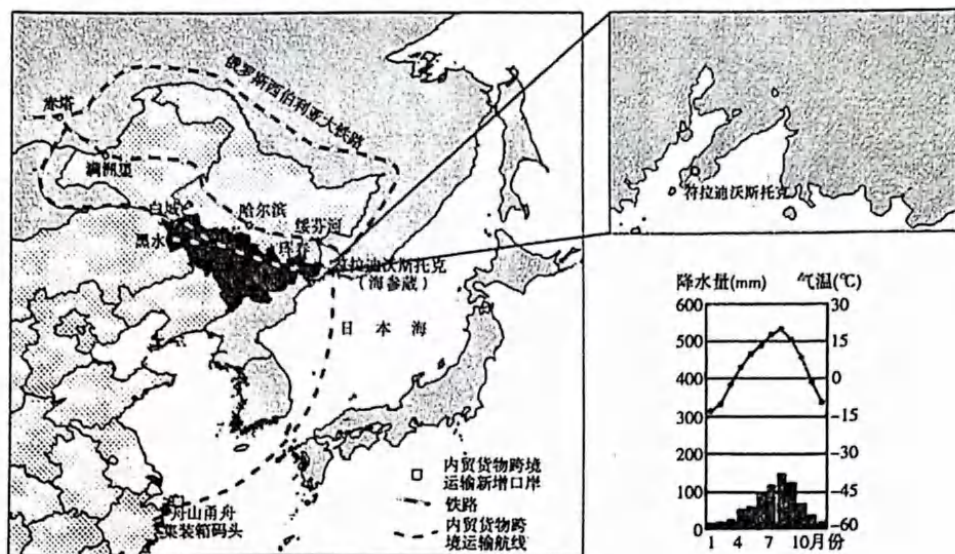 俄罗斯西伯利亚大铁路
赤塔
满洲里
白城
哈尔滨
绥芬河
黑水
珲春
符拉迪沃斯托克
(海参崴)
日本海
舟山甬舟
集装箱码头
内贸货物跨境
运输新增口岸
铁路
内贸货物跨
境运输航线
符拉迪沃斯托克
降水量(mm) 气温(℃)
600 30
500 15
400 0
300 -15
200 -30
100 -45
0 -60
1 4 7 10月份